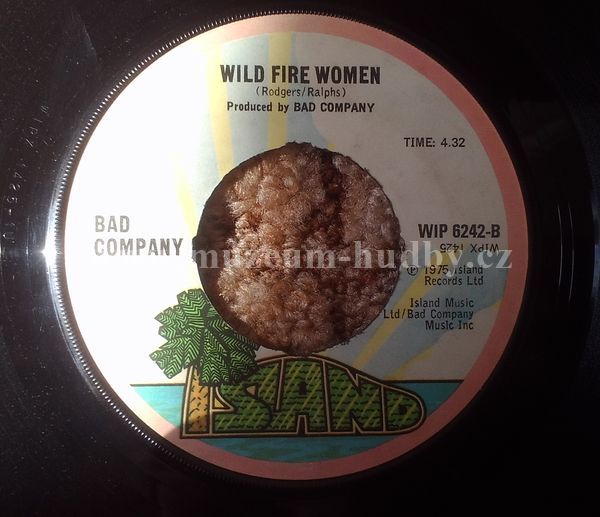 WILD FIRE WOMEN
(Rodgers/Ralphs)
Produced by BAD COMPANY
TIME: 4.32
BAD
COMPANY
WIP 6242-B
WIPX 1425
℗ 1975 Island
Records Ltd
Island Music
Ltd/Bad Company
Music Inc
ISLAND
muzeum-hudby.cz